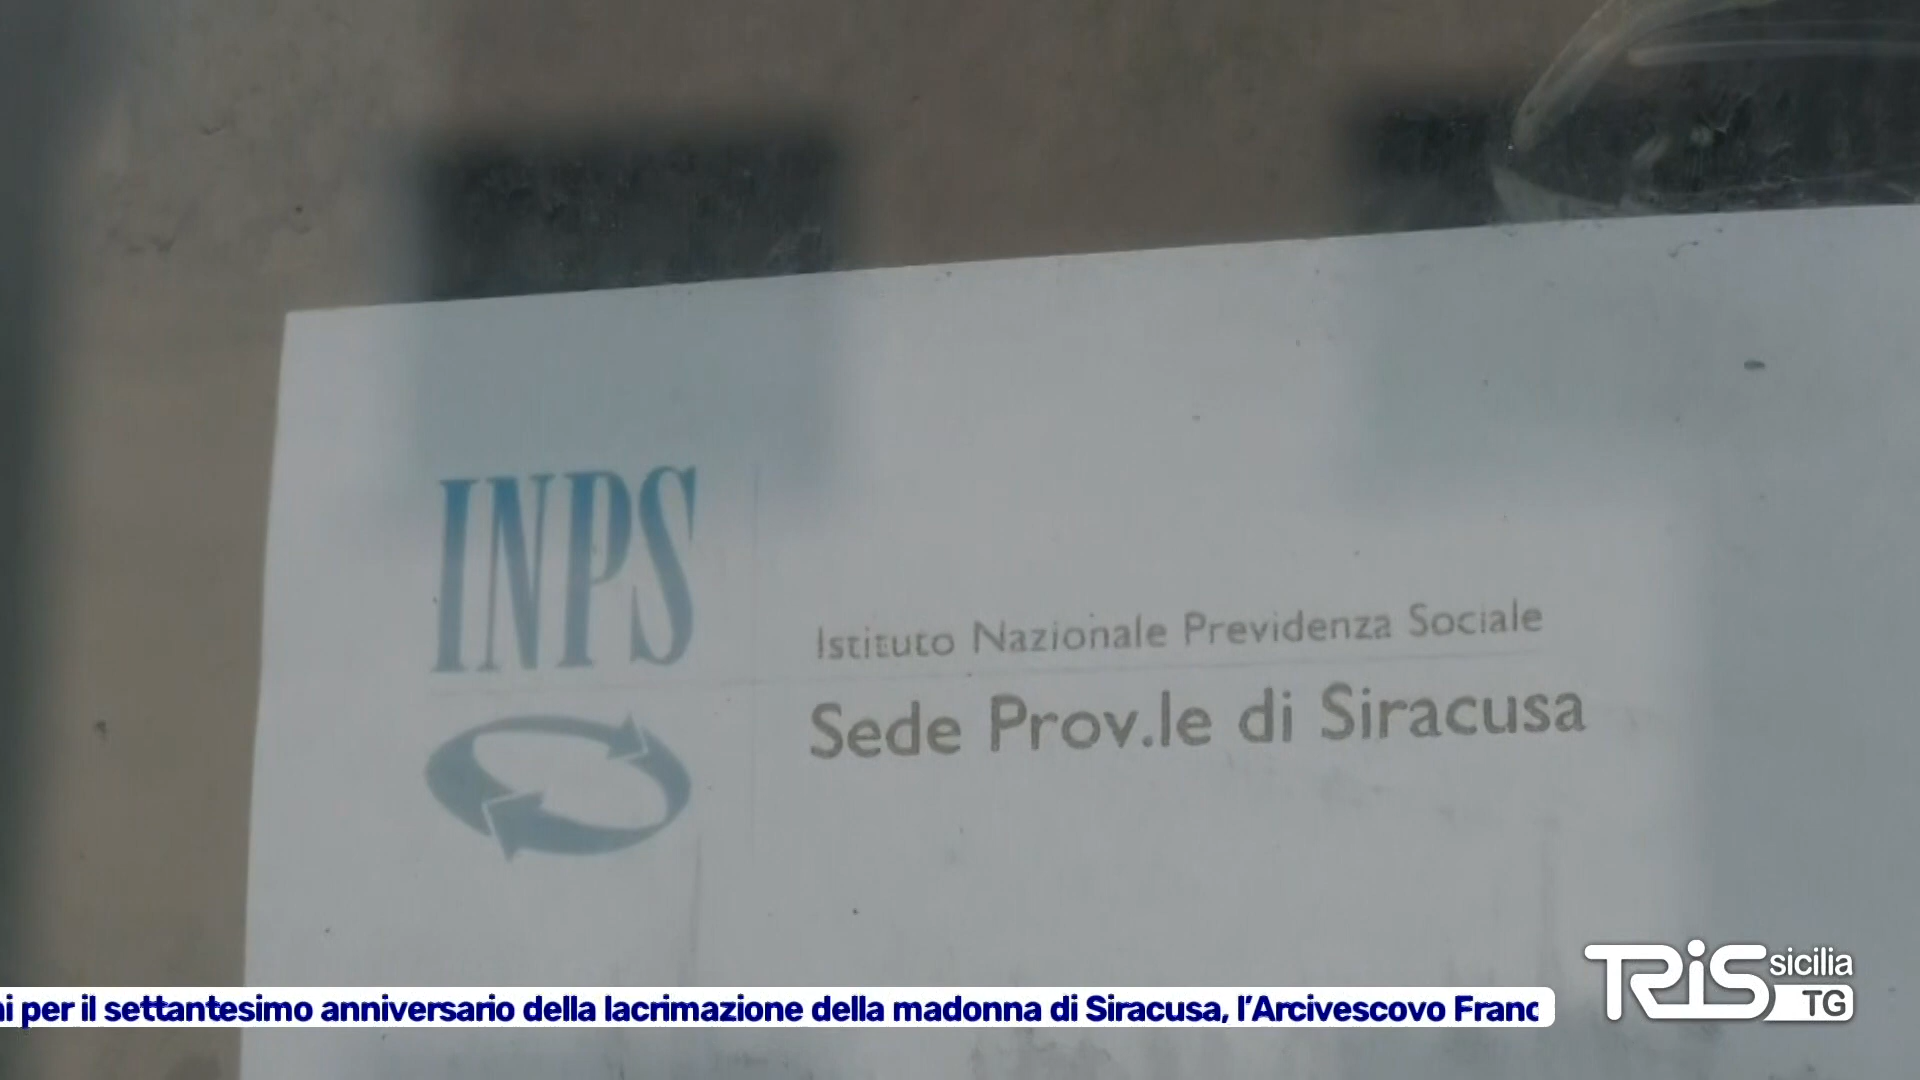 INPS
Istituto Nazionale Previdenza Sociale
Sede Prov.le di Siracusa
per il settantesimo anniversario della lacrimazione della madonna di Siracusa, l'Arcivescovo
TRiS sicilia
TG